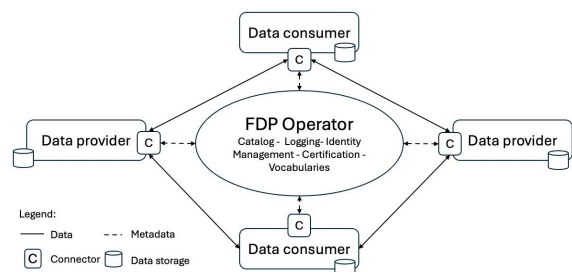 Data consumer
C
FDP Operator
Catalog - Logging- Identity
Management - Certification -
Vocabularies
Data provider
C
C
Data provider
C
Data consumer
Legend:
Data
Metadata
C
Connector
Data storage